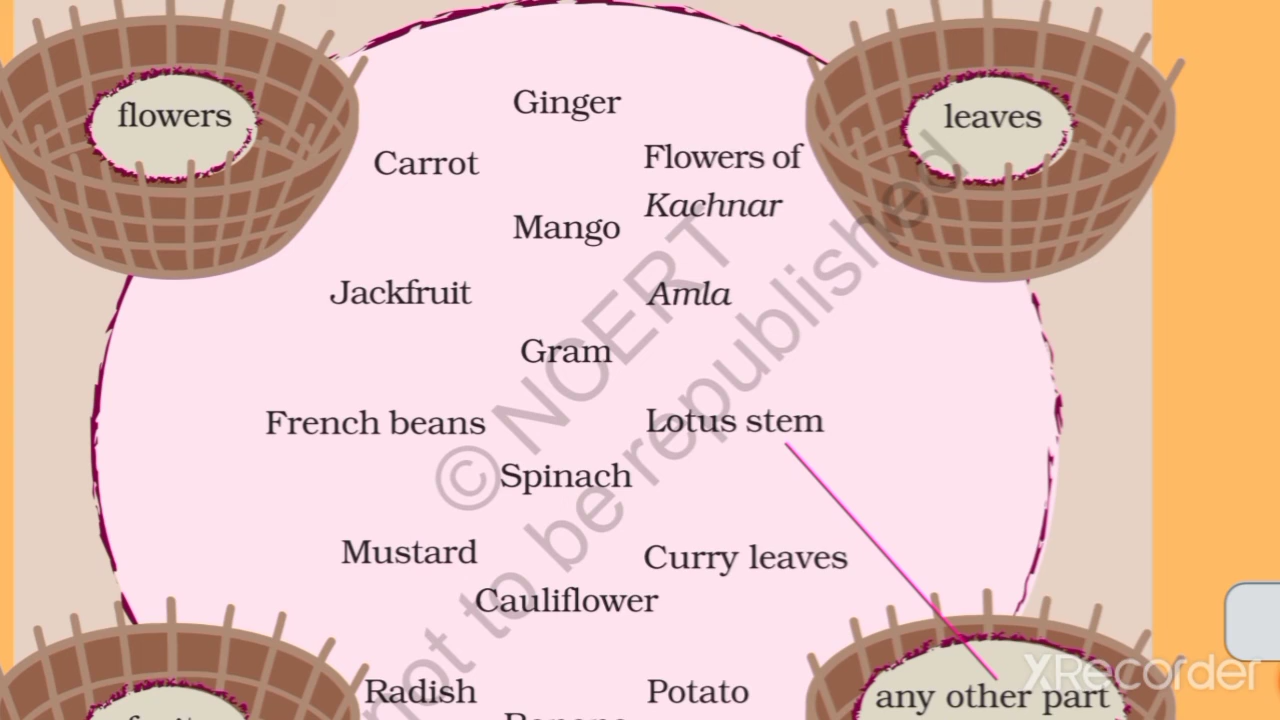 flowers
leaves
Ginger
Carrot
Flowers of
Kachnar
Mango
Jackfruit
Amla
Gram
French beans
Lotus stem
Spinach
Mustard
Curry leaves
Cauliflower
Radish
Potato
any other part
© NCERT
not to be republished
XRecorder